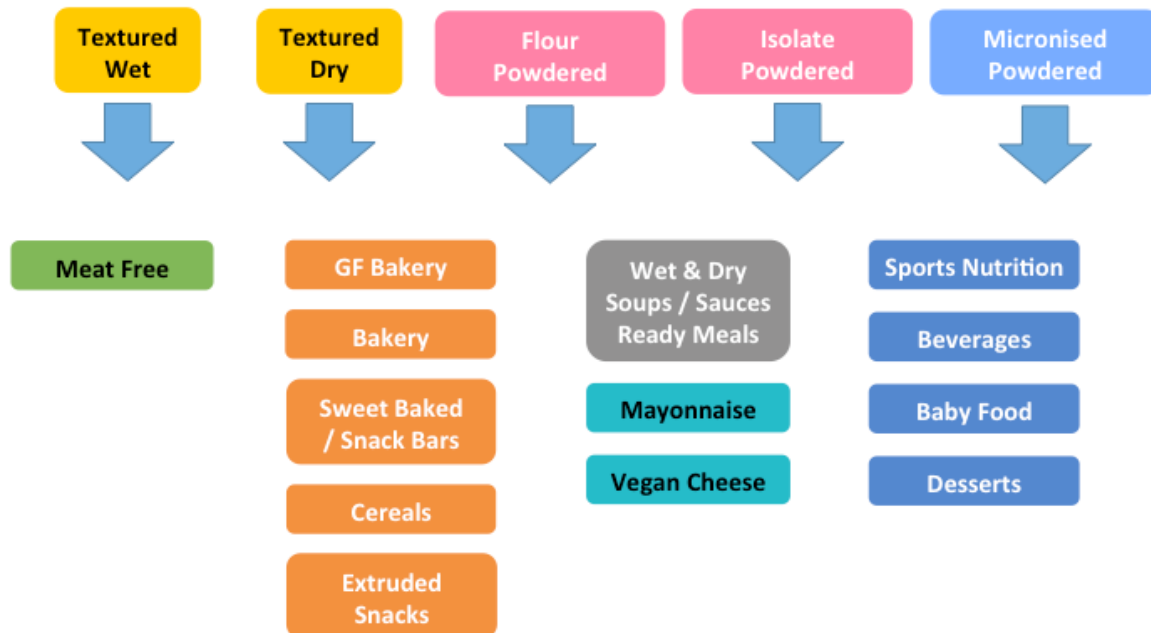 Textured
Wet
Textured
Dry
Flour
Powdered
Isolate
Powdered
Micronised
Powdered
Meat Free
GF Bakery
Bakery
Sweet Baked
/ Snack Bars
Cereals
Extruded
Snacks
Wet & Dry
Soups / Sauces
Ready Meals
Mayonnaise
Vegan Cheese
Sports Nutrition
Beverages
Baby Food
Desserts